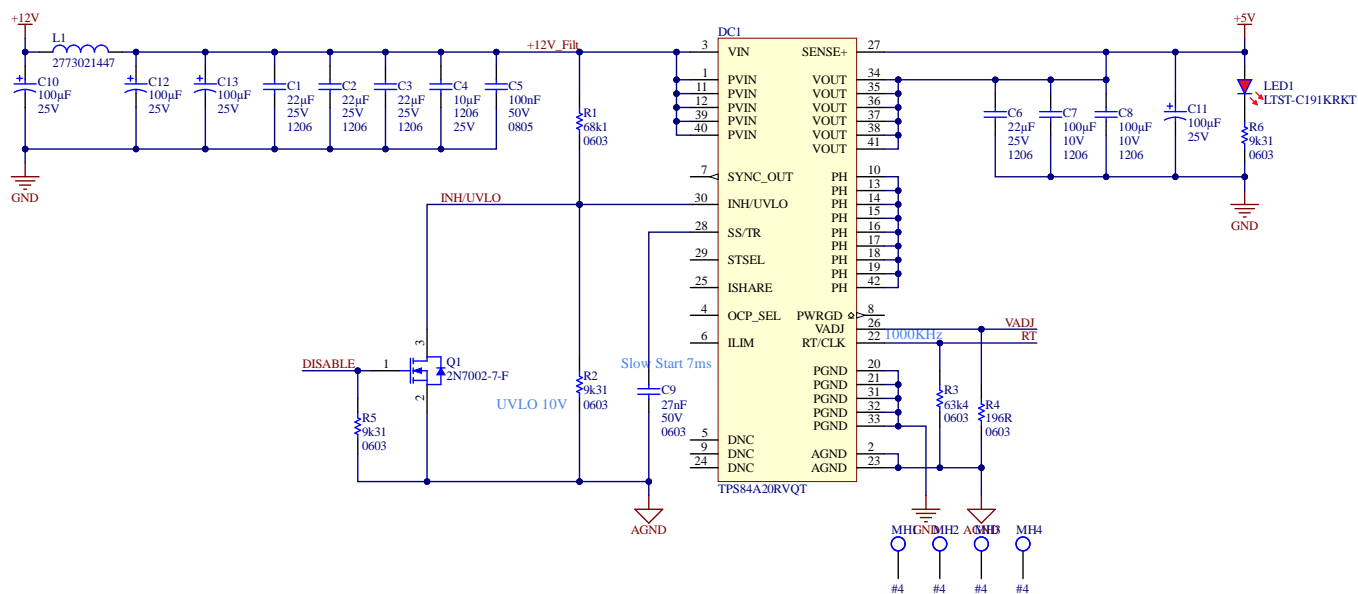 +12V
L1
2773021447
C10
100µF
25V
C12
100µF
25V
C13
100µF
25V
C1
22µF
25V
1206
C2
22µF
25V
1206
C3
22µF
25V
1206
C4
10µF
1206
25V
C5
100nF
50V
0805
+12V_Filt
GND
R1
68k1
0603
INH/UVLO
DISABLE
1
3
2
Q1
2N7002-7-F
R5
9k31
0603
UVLO 10V
R2
9k31
0603
Slow Start 7ms
C9
27nF
50V
0603
AGND
DC1
3 VIN
1 PVIN
11 PVIN
12 PVIN
39 PVIN
40 PVIN
7 SYNC_OUT
30 INH/UVLO
28 SS/TR
29 STSEL
25 ISHARE
4 OCP_SEL
6 ILIM
5 DNC
9 DNC
24 DNC
SENSE+ 27
VOUT 34
VOUT 35
VOUT 36
VOUT 37
VOUT 38
VOUT 41
PH 10
PH 13
PH 14
PH 15
PH 16
PH 17
PH 18
PH 19
PH 42
PWRGD 8
VADJ 26
RT/CLK 22
PGND 20
PGND 21
PGND 31
PGND 32
PGND 33
AGND 2
AGND 23
TPS84A20RVQT
1000KHz
VADJ
RT
R3
63k4
0603
R4
196R
0603
GND
AGND
C6
22µF
25V
1206
C7
100µF
10V
1206
C8
100µF
10V
1206
C11
100µF
25V
+5V
LED1
LTST-C191KRKT
R6
9k31
0603
GND
MH1
MH2
MH3
MH4
#4
#4
#4
#4